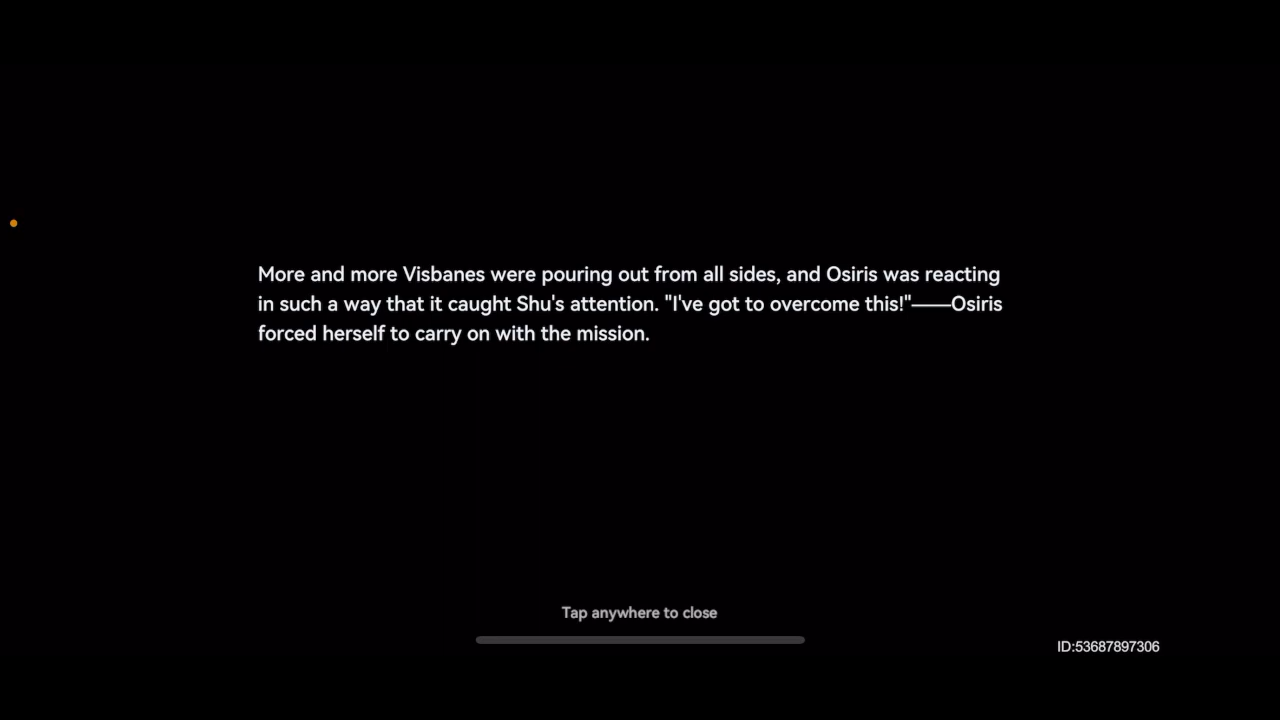 More and more Visbanes were pouring out from all sides, and Osiris was reacting
in such a way that it caught Shu's attention. "I've got to overcome this!"——Osiris
forced herself to carry on with the mission.
Tap anywhere to close
ID:53687897306